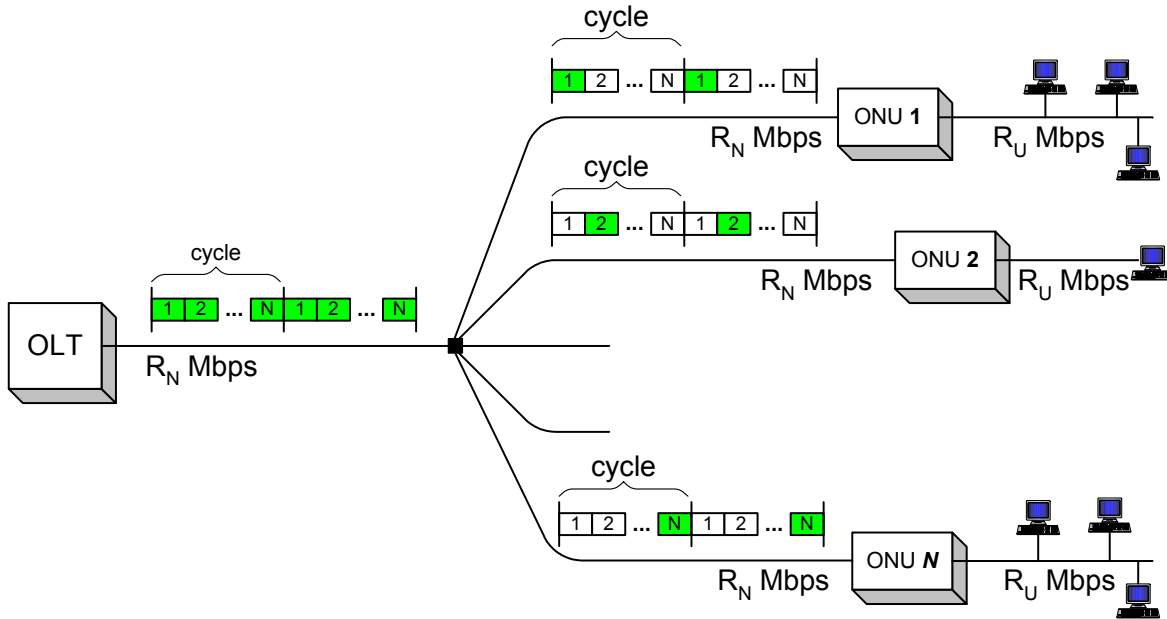 cycle
1 2 ... N 1 2 ... N
ONU 1
R_N Mbps
R_U Mbps
cycle
1 2 ... N 1 2 ... N
ONU 2
R_N Mbps
R_U Mbps
cycle
1 2 ... N 1 2 ... N
OLT
R_N Mbps
cycle
1 2 ... N 1 2 ... N
ONU N
R_N Mbps
R_U Mbps